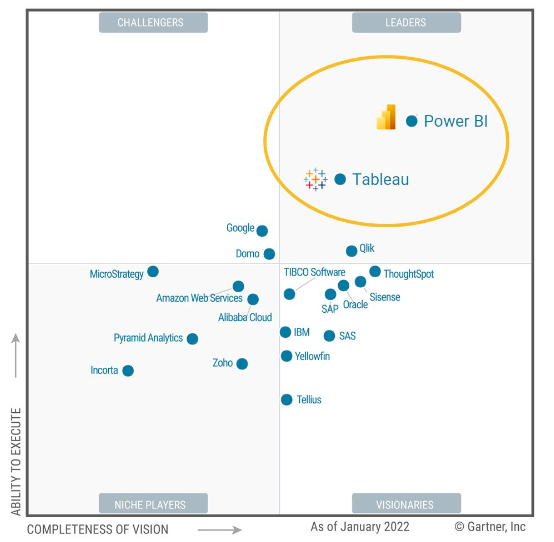 CHALLENGERS
LEADERS
Power BI
Tableau
Google
Domo
Qlik
MicroStrategy
TIBCO Software
ThoughtSpot
Amazon Web Services
Sisense
Oracle
SAP
Alibaba Cloud
Pyramid Analytics
IBM
SAS
Yellowfin
Zoho
Incorta
Tellius
ABILITY TO EXECUTE
NICHE PLAYERS
VISIONARIES
COMPLETENESS OF VISION
As of January 2022
© Gartner, Inc